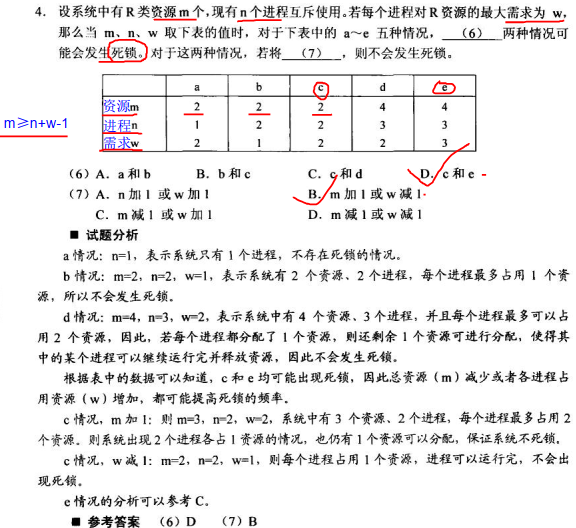 4. 设系统中有R类资源m个,现有n个进程互斥使用。若每个进程对R资源的最大需求为 w,
那么当 m、n、w 取下表的值时,对于下表中的 a～e 五种情况, (6) 两种情况可
能会发生死锁。对于这两种情况,若将 (7) ,则不会发生死锁。
a b c d e
资源m 2 2 2 4 4
m≥n+w-1
进程n 1 2 2 3 3
需求w 2 1 2 2 3
(6) A. a和b B. b和c C. c和d D. c和e
(7) A. n加1 或w加1 B. m加1或w减1
C. m减1 或w加1 D. m减1或w减1
■ 试题分析
a情况: n=1,表示系统只有1个进程,不存在死锁的情况。
b情况: m=2,n=2,w=1,表示系统有 2 个资源、2 个进程,每个进程最多占用 1 个资
源,所以不会发生死锁。
d情况: m=4,n=3,w=2,表示系统中有 4 个资源、3个进程,并且每个进程最多可以占
用 2 个资源,因此,若每个进程都分配了 1 个资源,则还剩余 1 个资源可进行分配,使得其
中的某个进程可以继续运行完并释放资源,因此不会发生死锁。
根据表中的数据可以知道,c和e均可能出现死锁,因此总资源(m)减少或者各进程占
用资源(w)增加,都可能提高死锁的频率。
c情况,m加1: 则m=3,n=2,w=2,系统中有 3 个资源、2个进程,每个进程最多占用2
个资源。则系统出现2个进程各占1资源的情况,也仍有1个资源可以分配,保证系统不死锁。
c情况,w减1: m=2,n=2,w=1,则每个进程占用1个资源,进程可以运行完,不会出
现死锁。
e情况的分析可以参考C。
■ 参考答案 (6) D (7) B